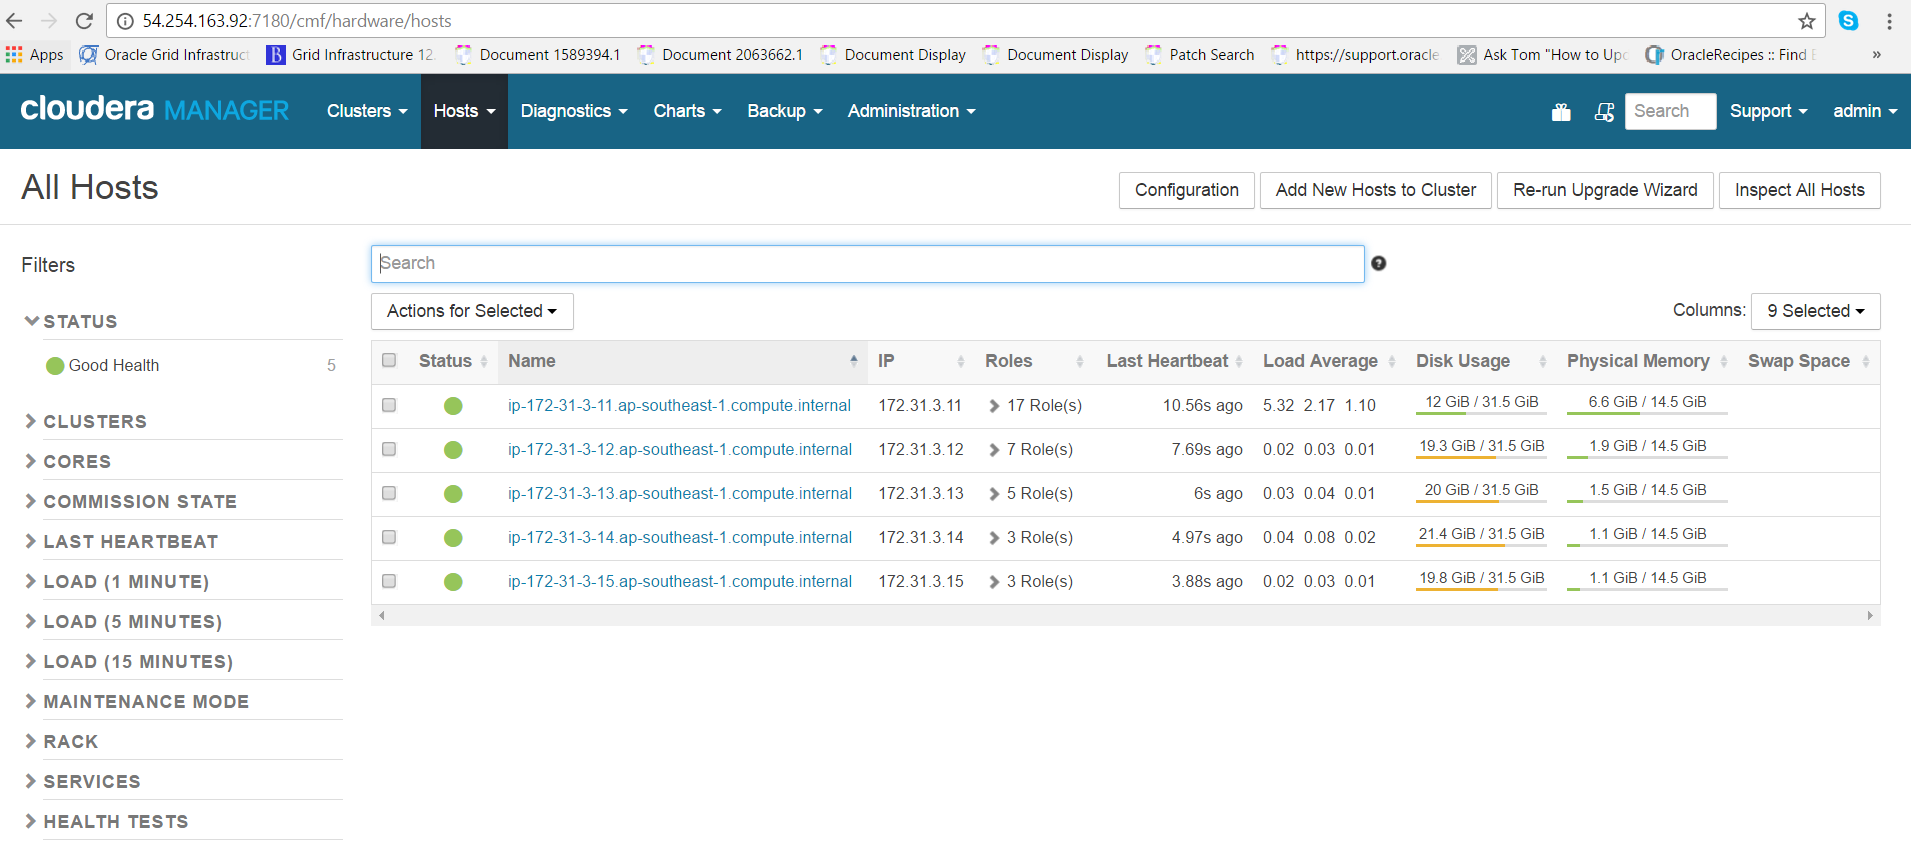 54.254.163.92:7180/cmf/hardware/hosts
Apps Oracle Grid Infrastruct Grid Infrastructure 12. Document 1589394.1 Document 2063662.1 Document Display Document Display Patch Search https://support.oracle Ask Tom "How to Upd OracleRecipes :: Find »
cloudera MANAGER Clusters Hosts Diagnostics Charts Backup Administration Search Support admin
All Hosts
Configuration Add New Hosts to Cluster Re-run Upgrade Wizard Inspect All Hosts
Filters
STATUS
Good Health 5
CLUSTERS
CORES
COMMISSION STATE
LAST HEARTBEAT
LOAD (1 MINUTE)
LOAD (5 MINUTES)
LOAD (15 MINUTES)
MAINTENANCE MODE
RACK
SERVICES
HEALTH TESTS
Search
Actions for Selected Columns: 9 Selected
Status Name IP Roles Last Heartbeat Load Average Disk Usage Physical Memory Swap Space
ip-172-31-3-11.ap-southeast-1.compute.internal 172.31.3.11 17 Role(s) 10.56s ago 5.32 2.17 1.10 12 GiB / 31.5 GiB 6.6 GiB / 14.5 GiB
ip-172-31-3-12.ap-southeast-1.compute.internal 172.31.3.12 7 Role(s) 7.69s ago 0.02 0.03 0.01 19.3 GiB / 31.5 GiB 1.9 GiB / 14.5 GiB
ip-172-31-3-13.ap-southeast-1.compute.internal 172.31.3.13 5 Role(s) 6s ago 0.03 0.04 0.01 20 GiB / 31.5 GiB 1.5 GiB / 14.5 GiB
ip-172-31-3-14.ap-southeast-1.compute.internal 172.31.3.14 3 Role(s) 4.97s ago 0.04 0.08 0.02 21.4 GiB / 31.5 GiB 1.1 GiB / 14.5 GiB
ip-172-31-3-15.ap-southeast-1.compute.internal 172.31.3.15 3 Role(s) 3.88s ago 0.02 0.03 0.01 19.8 GiB / 31.5 GiB 1.1 GiB / 14.5 GiB